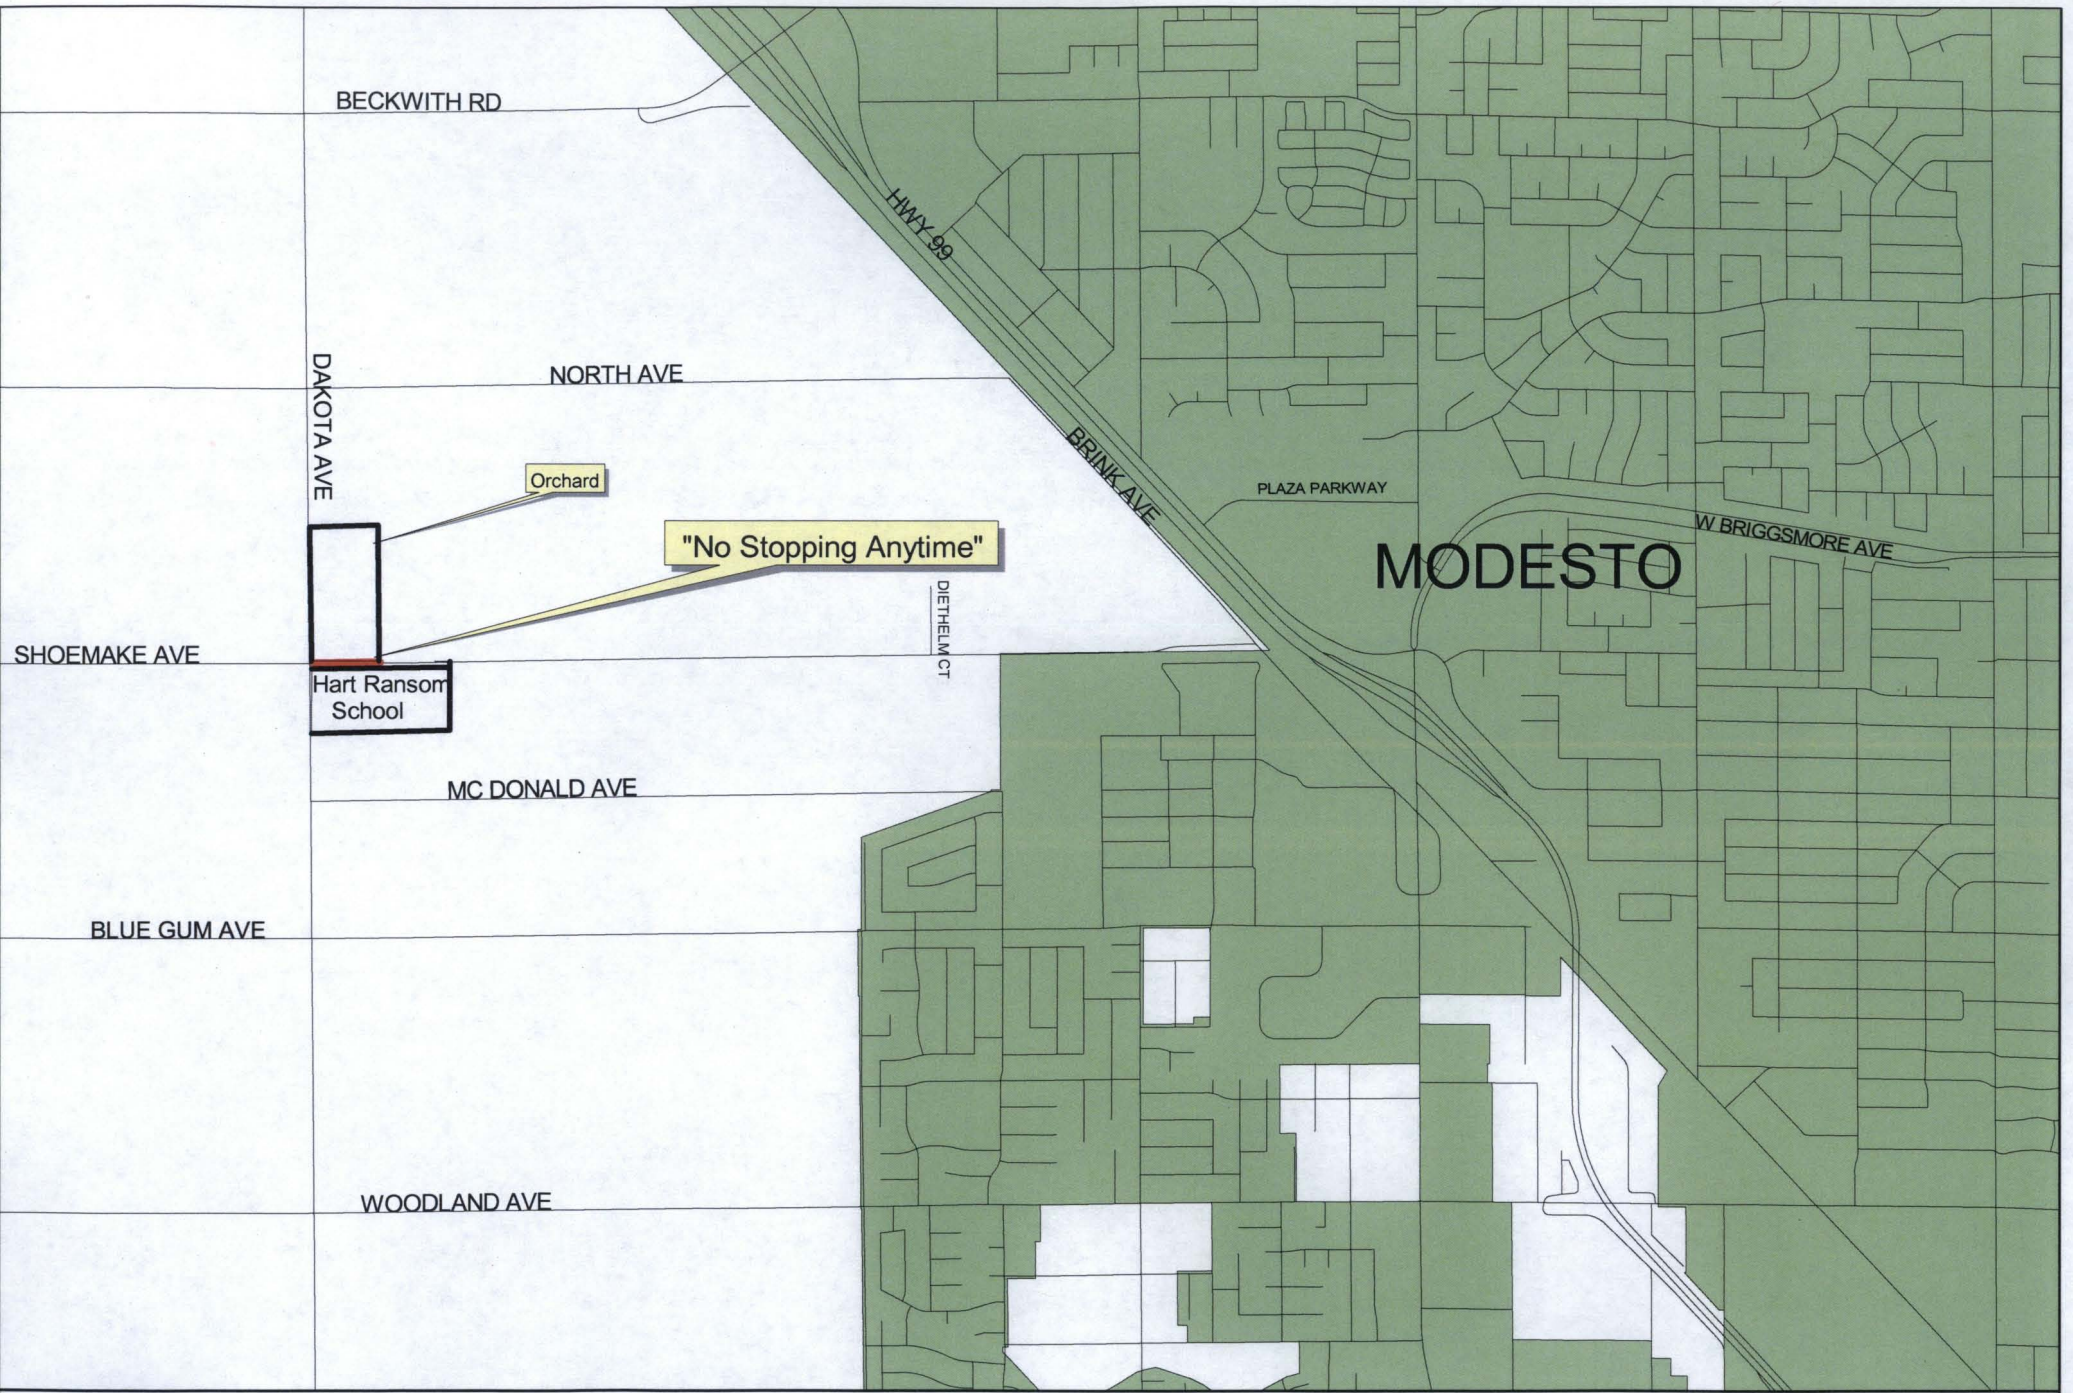 BECKWITH RD
HWY 99
DAKOTA AVE
NORTH AVE
BRINK AVE
Orchard
PLAZA PARKWAY
"No Stopping Anytime"
W BRIGGSMORE AVE
MODESTO
DIETHELM CT
SHOEMAKE AVE
Hart Ransom
School
MC DONALD AVE
BLUE GUM AVE
WOODLAND AVE